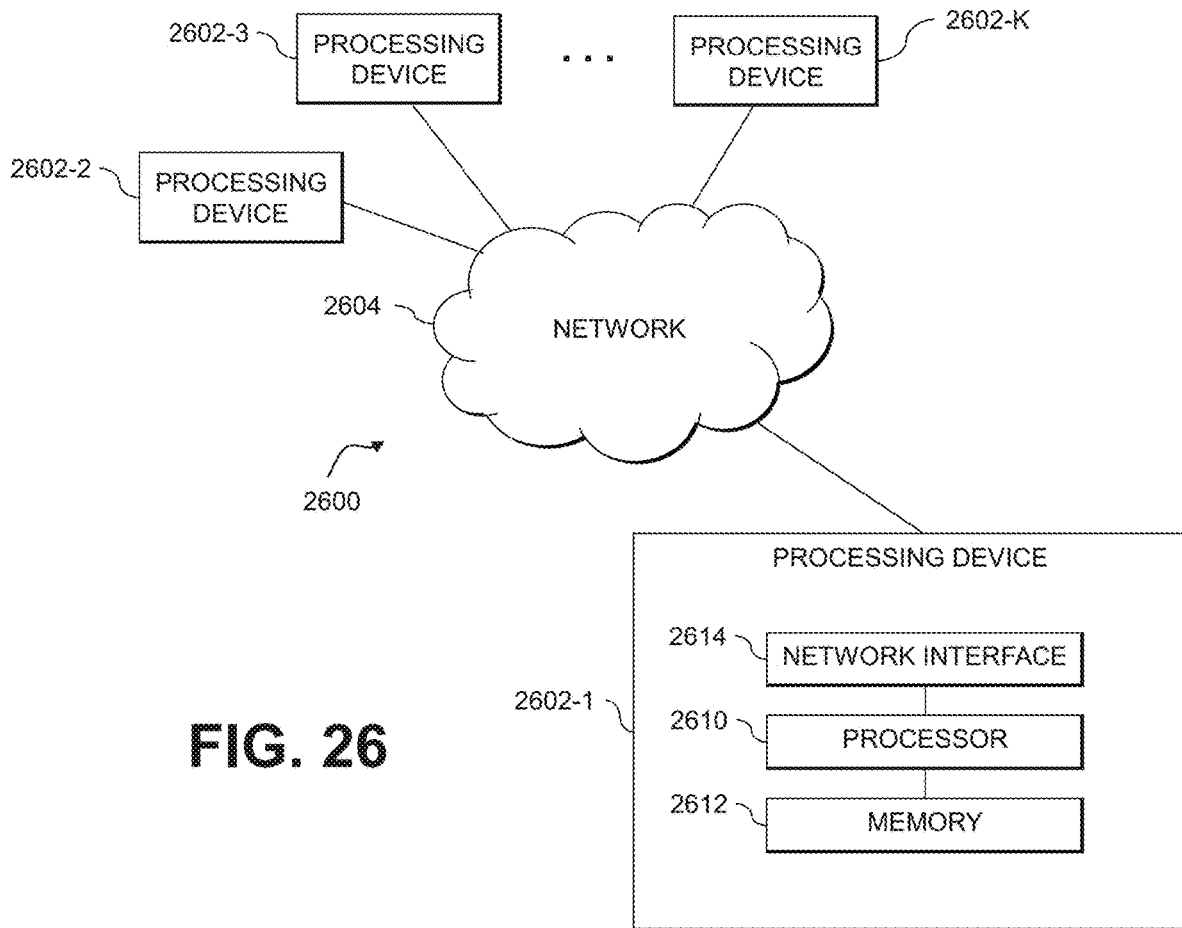 2602-3
PROCESSING
DEVICE
. . .
PROCESSING
DEVICE
2602-K
2602-2
PROCESSING
DEVICE
2604
NETWORK
2600
PROCESSING DEVICE
2614
NETWORK INTERFACE
2602-1
2610
PROCESSOR
2612
MEMORY
FIG. 26